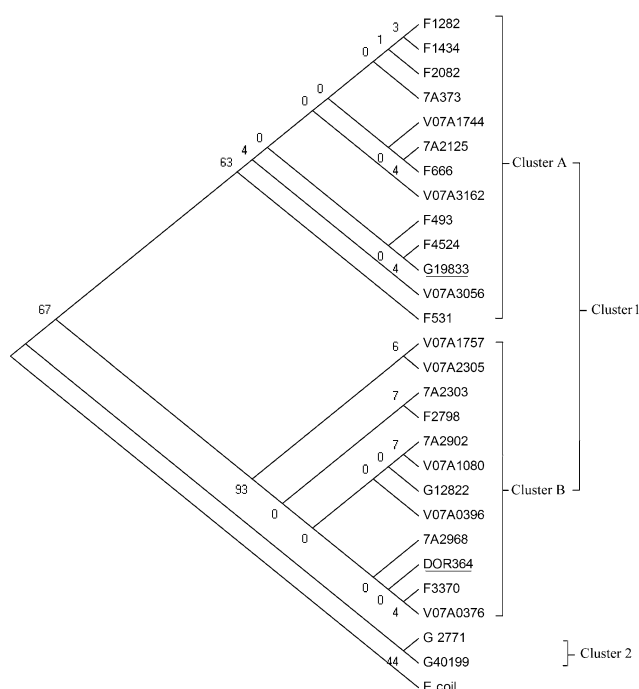 F1282
3
F1434
1
0
F2082
7A373
0
0
V07A1744
0
4
7A2125
63
0
F666
4
Cluster A
V07A3162
F493
F4524
0
G19833
4
V07A3056
67
F531
Cluster 1
V07A1757
6
V07A2305
7A2303
7
F2798
7A2902
7
V07A1080
0
0
G12822
93
Cluster B
V07A0396
0
0
7A2968
DOR364
0
F3370
0
V07A0376
4
G 2771
Cluster 2
G40199
44
E.coil